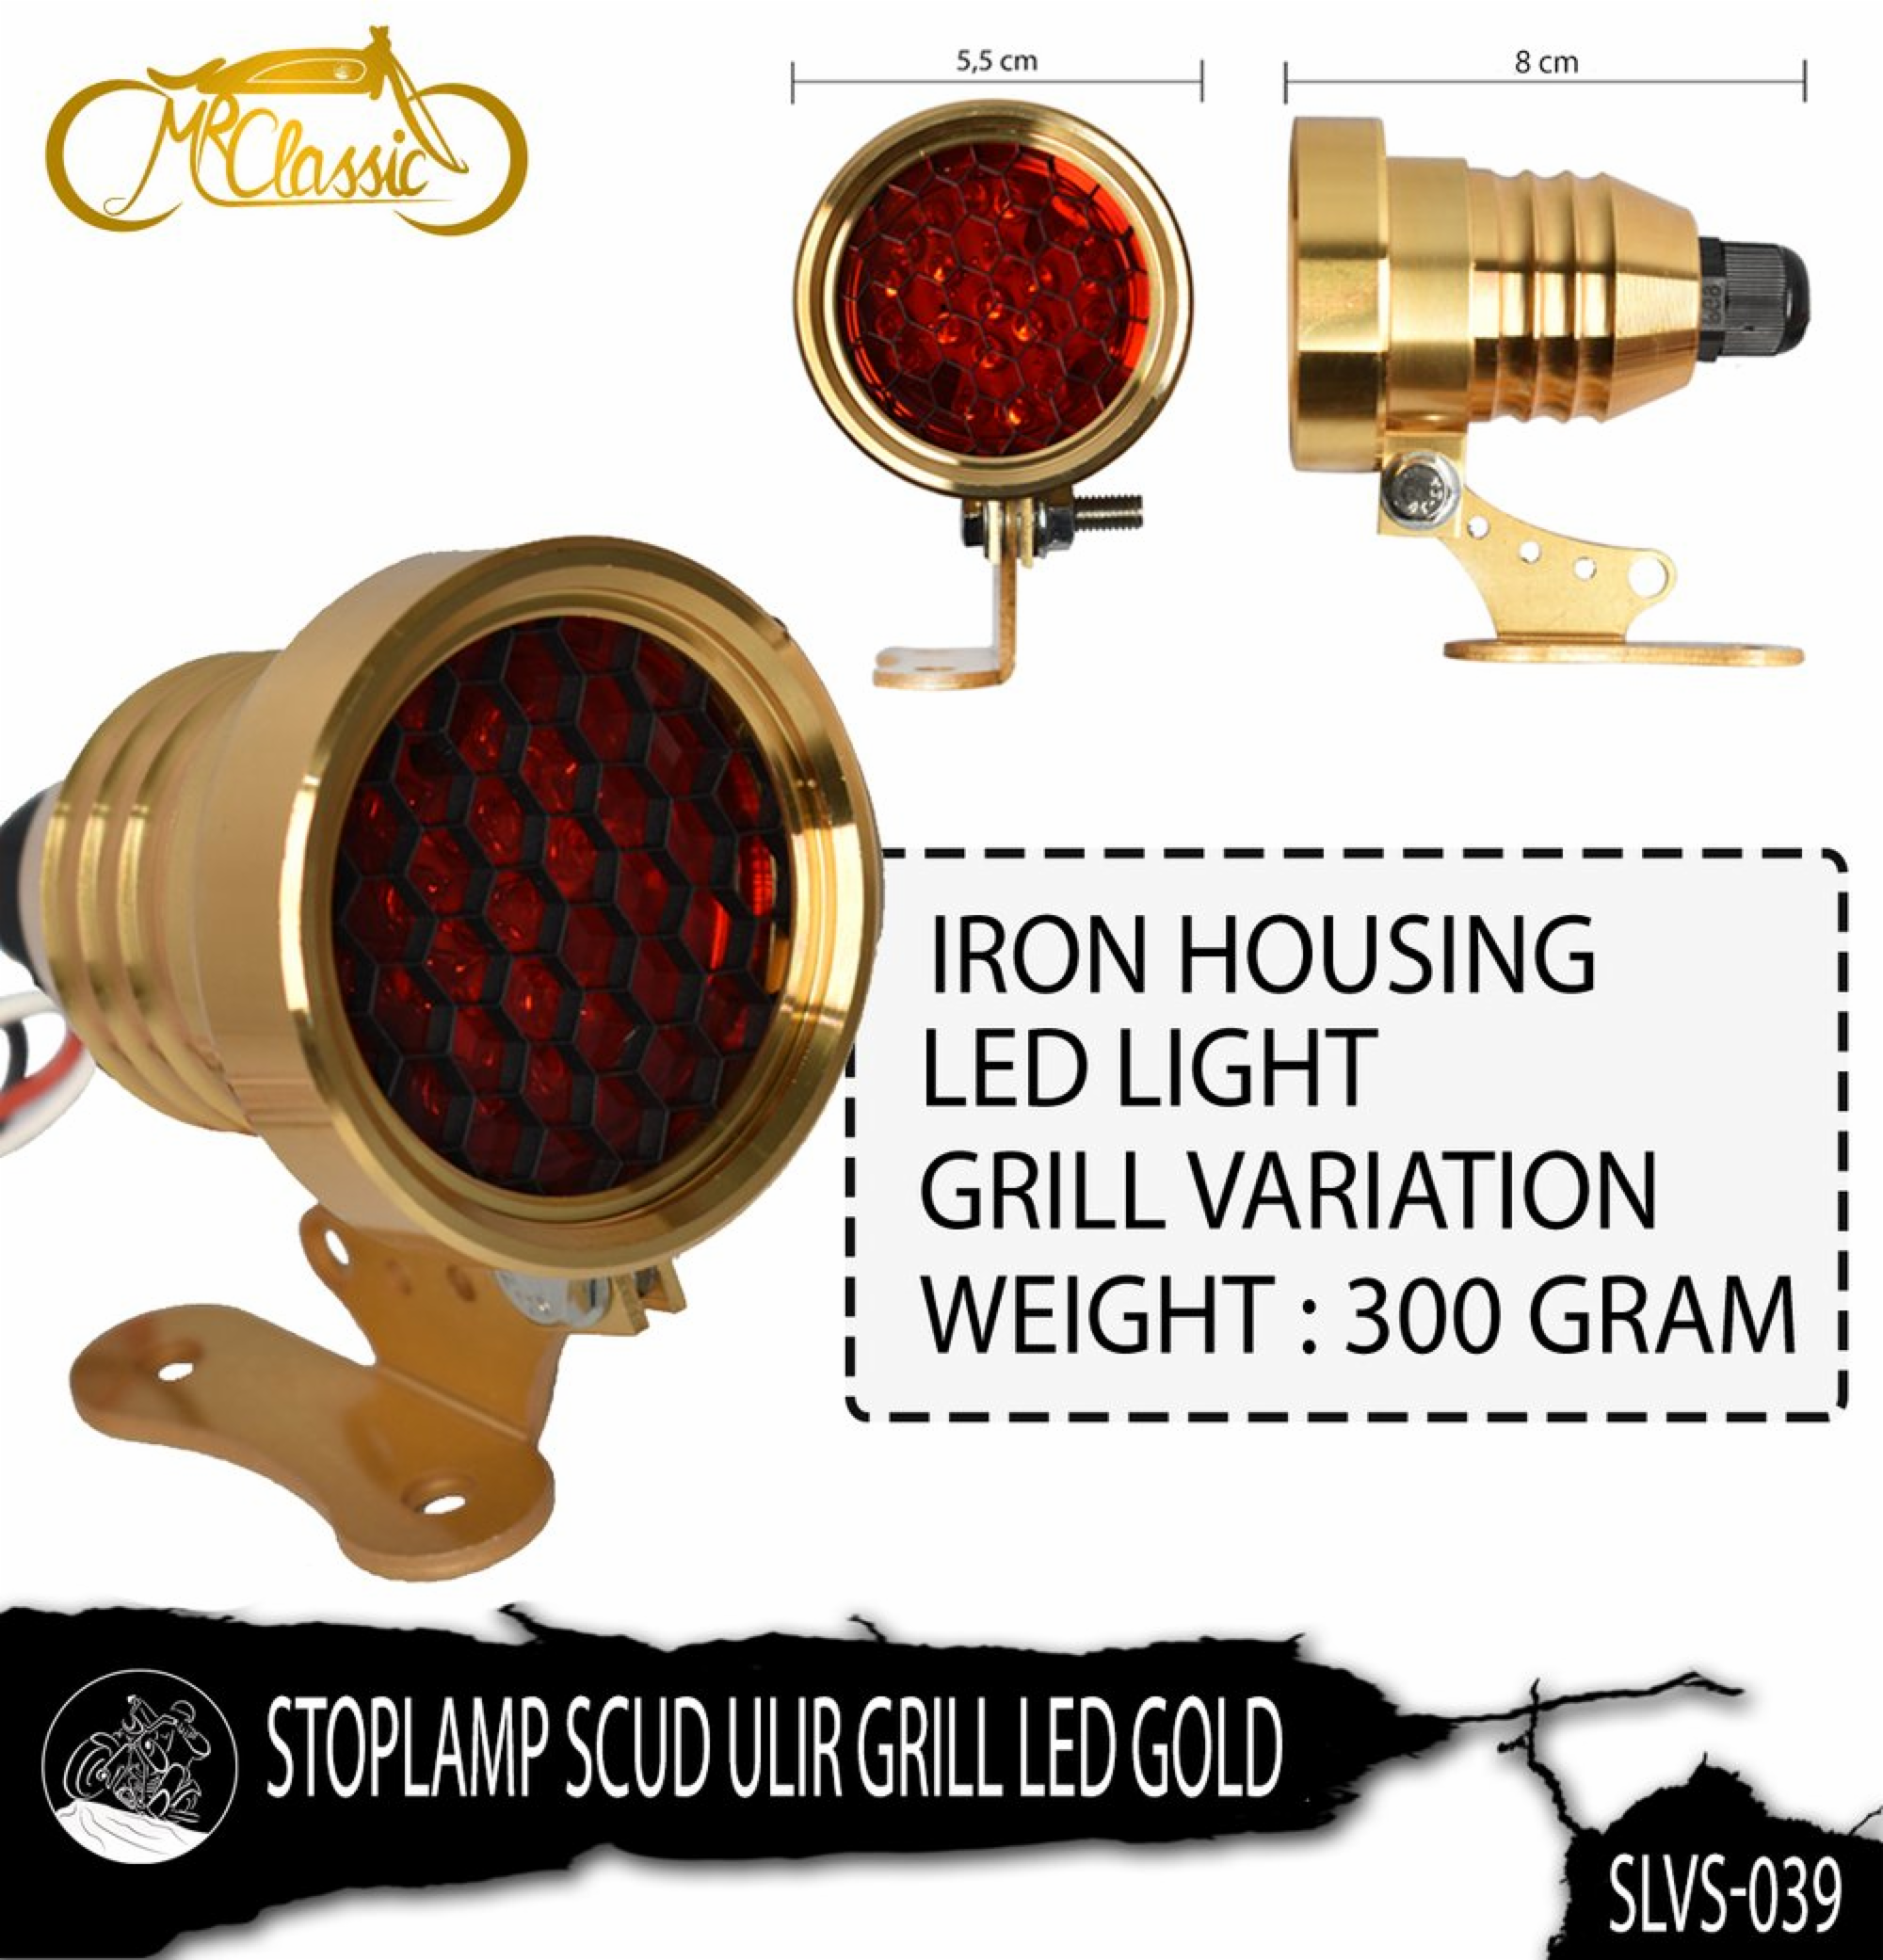 MR Classic
5,5 cm
8 cm
IRON HOUSING
LED LIGHT
GRILL VARIATION
WEIGHT : 300 GRAM
STOPLAMP SCUD ULIR GRILL LED GOLD
SLVS-039